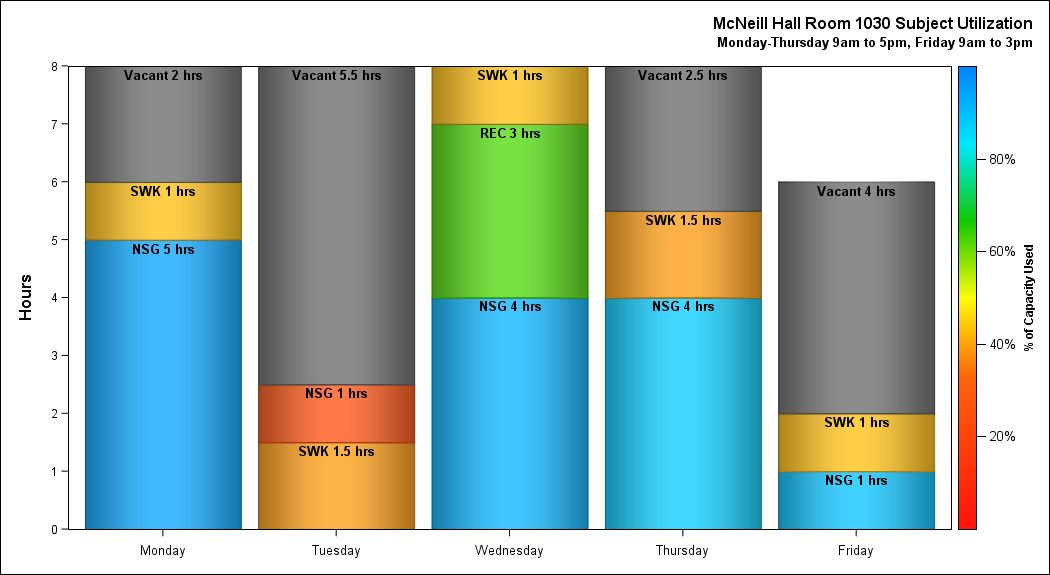 McNeill Hall Room 1030 Subject Utilization
Monday-Thursday 9am to 5pm, Friday 9am to 3pm
Hours
8
7
6
5
4
3
2
1
0
Vacant 2 hrs
SWK 1 hrs
NSG 5 hrs
Vacant 5.5 hrs
NSG 1 hrs
SWK 1.5 hrs
SWK 1 hrs
REC 3 hrs
NSG 4 hrs
Vacant 2.5 hrs
SWK 1.5 hrs
NSG 4 hrs
Vacant 4 hrs
SWK 1 hrs
NSG 1 hrs
Monday
Tuesday
Wednesday
Thursday
Friday
80%
60%
40%
20%
% of Capacity Used